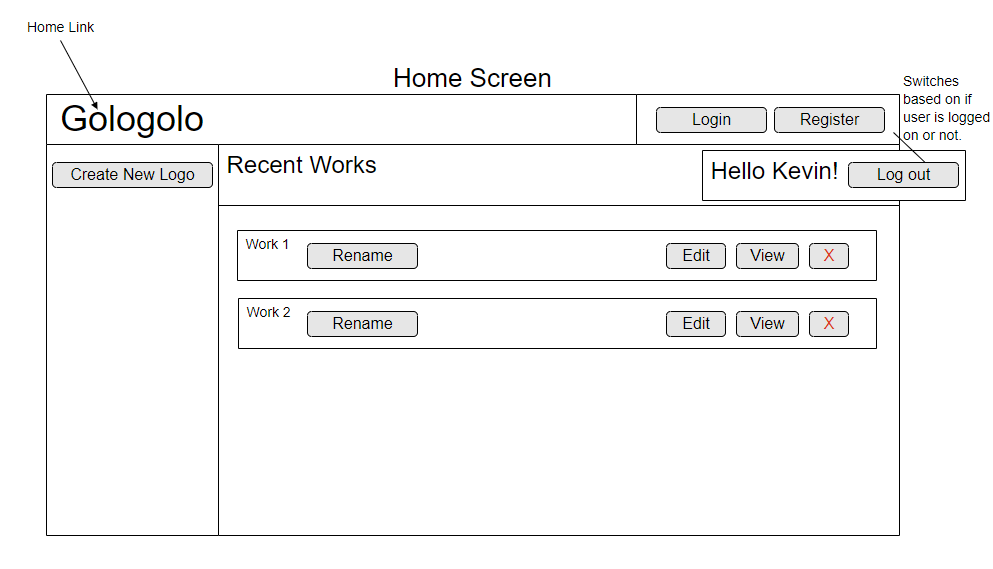 Home Link
Home Screen
Switches
based on if
user is logged
on or not.
Gologolo
Login
Register
Create New Logo
Recent Works
Hello Kevin!
Log out
Work 1
Rename
Edit
View
X
Work 2
Rename
Edit
View
X